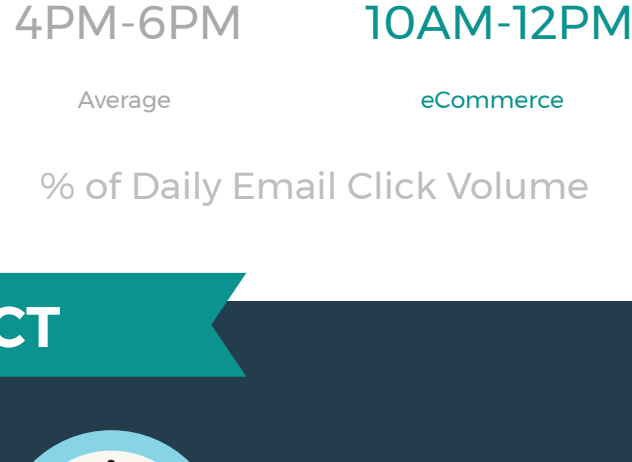 4PM-6PM 10AM-12PM
Average eCommerce
% of Daily Email Click Volume
CT